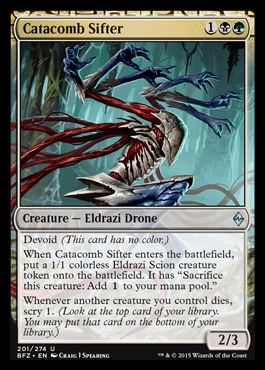 Catacomb Sifter 1
Creature — Eldrazi Drone
Devoid (This card has no color.)
When Catacomb Sifter enters the battlefield,
put a 1/1 colorless Eldrazi Scion creature
token onto the battlefield. It has “Sacrifice
this creature: Add 1 to your mana pool.”
Whenever another creature you control dies,
scry 1. (Look at the top card of your library.
You may put that card on the bottom of your
library.)
2/3
201/274 U
BFZ • EN Craig J Spearing
™ & © 2015 Wizards of the Coast